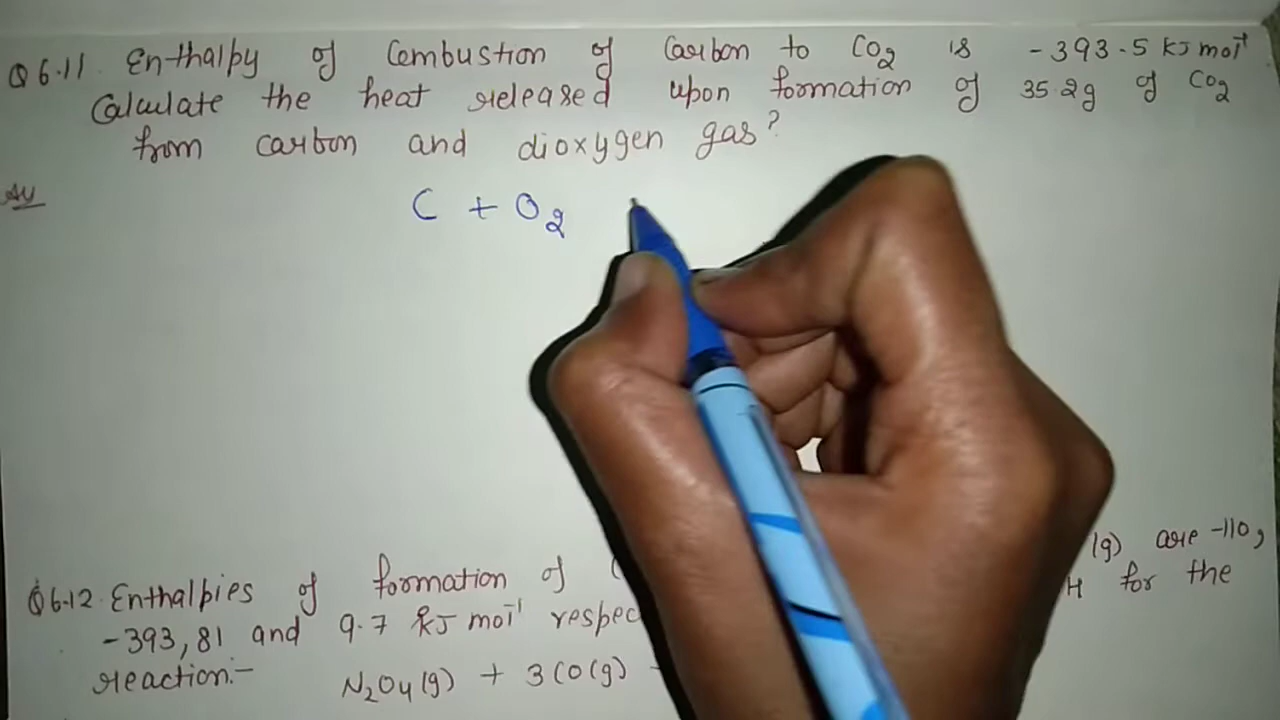 Q 6.11. Enthalpy of Combustion of Carbon to CO2 is -393.5 KJ mol-1
Calculate the heat released upon formation of 35.2g of CO2
from carbon and dioxygen gas?
C + O2
Q6.12. Enthalpies of formation of (g) are -110,
-393, 81 and 9.7 kJ mol-1 respec H for the
reaction:-
N2O4(g) + 3CO(g)